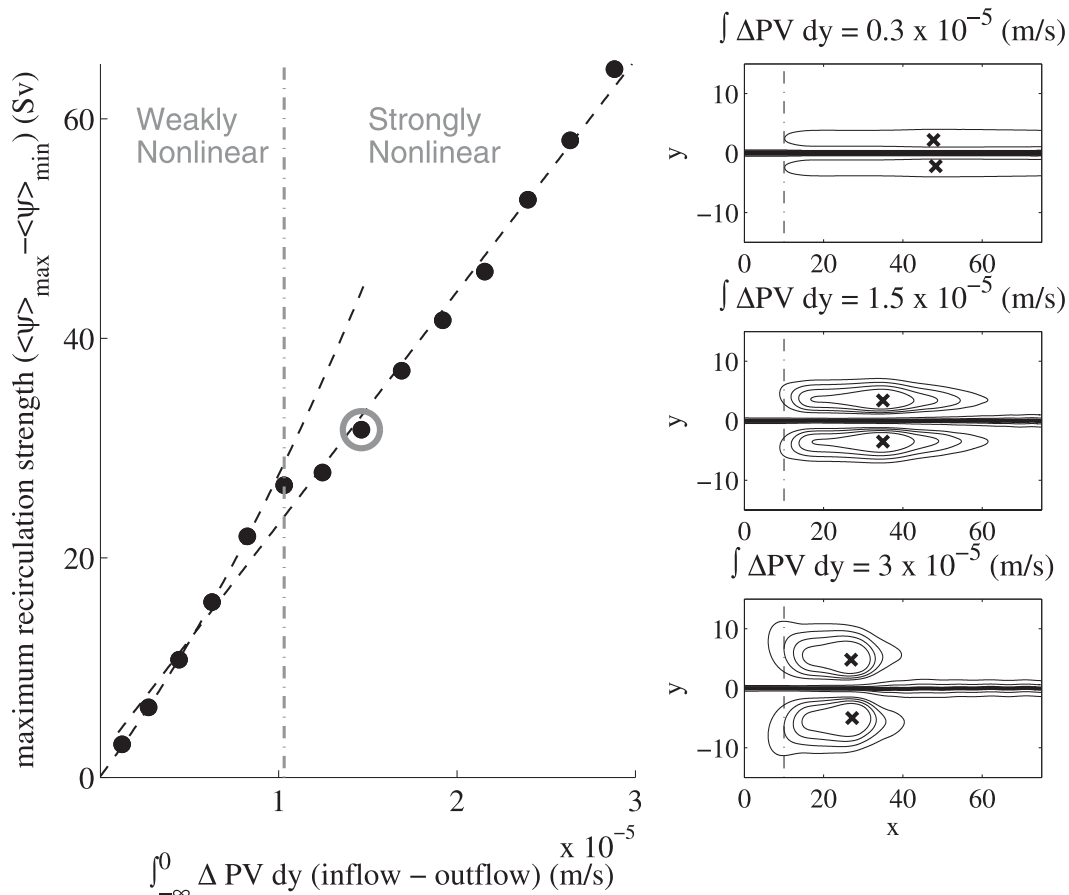 maximum recirculation strength (<ψ>max −<ψ>min) (Sv)
60
40
20
0
Weakly
Nonlinear
Strongly
Nonlinear
1
2
3
x 10^−5
∫_−∞^0 Δ PV dy (inflow − outflow) (m/s)
∫ ΔPV dy = 0.3 x 10^−5 (m/s)
y
10
0
−10
0
20
40
60
∫ ΔPV dy = 1.5 x 10^−5 (m/s)
y
10
0
−10
0
20
40
60
∫ ΔPV dy = 3 x 10^−5 (m/s)
y
10
0
−10
0
20
40
60
x